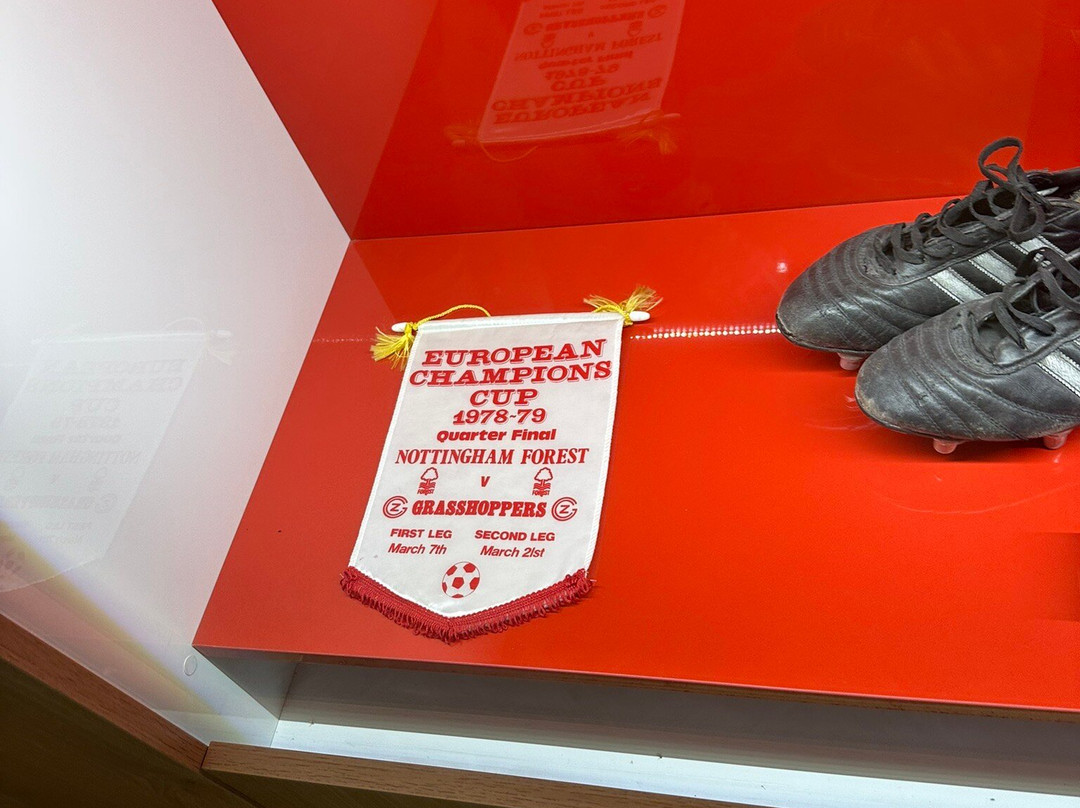 EUROPEAN
CHAMPIONS
CUP
1978-79
Quarter Final
NOTTINGHAM FOREST
v
GRASSHOPPERS
FIRST LEG SECOND LEG
March 7th March 21st